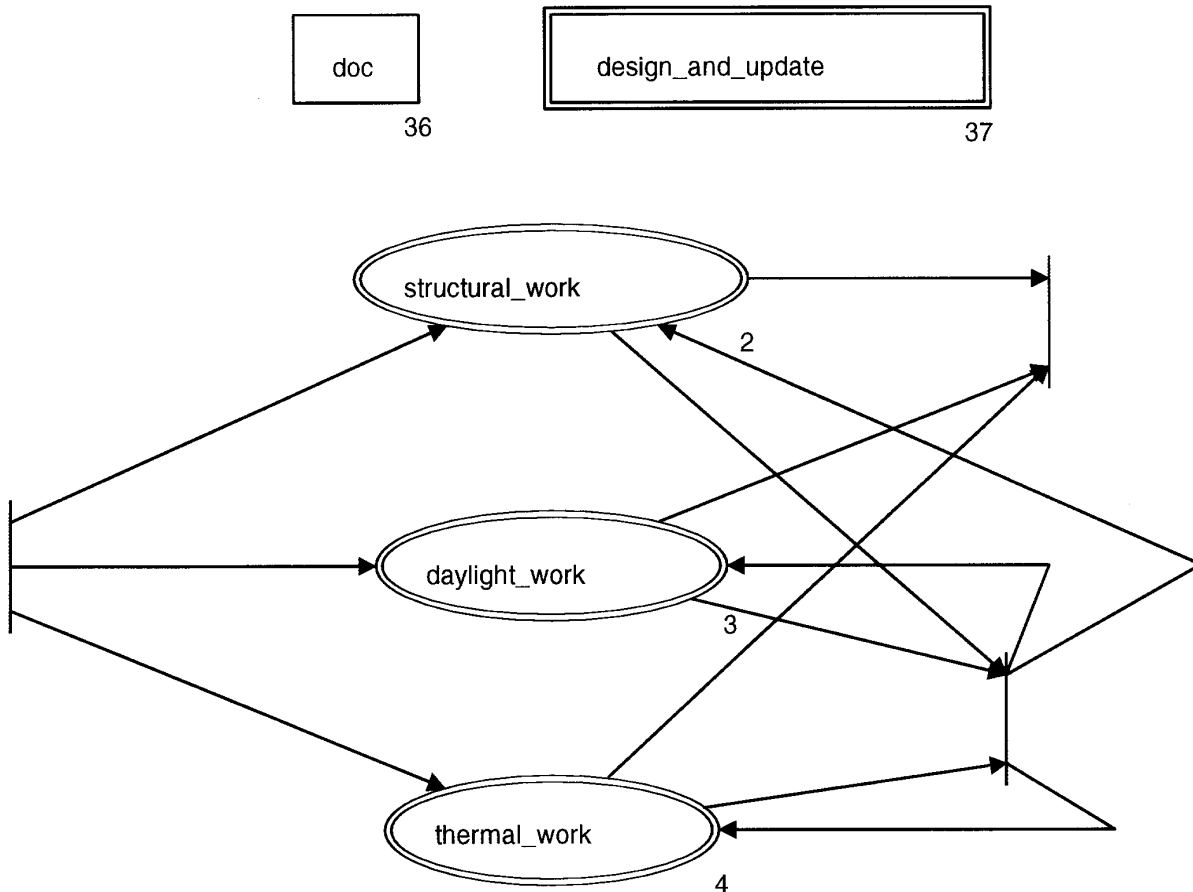 doc
design_and_update
36
37
structural_work
2
daylight_work
3
thermal_work
4